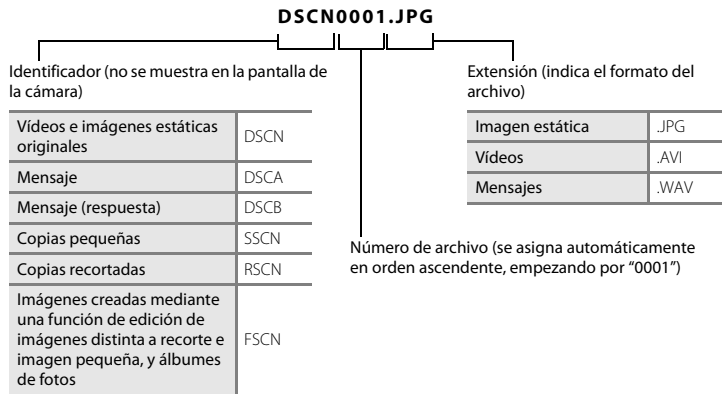 DSCN0001.JPG
Identificador (no se muestra en la pantalla de
la cámara)
Vídeos e imágenes estáticas
originales
DSCN
Mensaje
DSCA
Mensaje (respuesta)
DSCB
Copias pequeñas
SSCN
Copias recortadas
RSCN
Imágenes creadas mediante
una función de edición de
imágenes distinta a recorte e
imagen pequeña, y álbumes
de fotos
FSCN
Extensión (indica el formato del
archivo)
Imagen estática
.JPG
Vídeos
.AVI
Mensajes
.WAV
Número de archivo (se asigna automáticamente
en orden ascendente, empezando por “0001”)